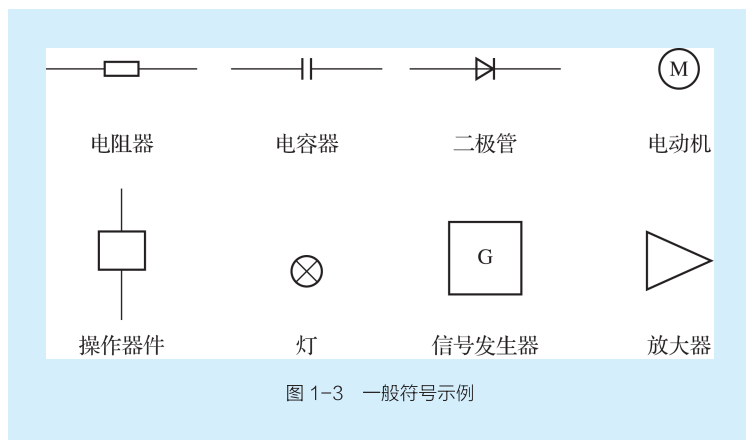 M
电阻器 电容器 二极管 电动机
G
操作器件 灯 信号发生器 放大器
图 1-3 一般符号示例